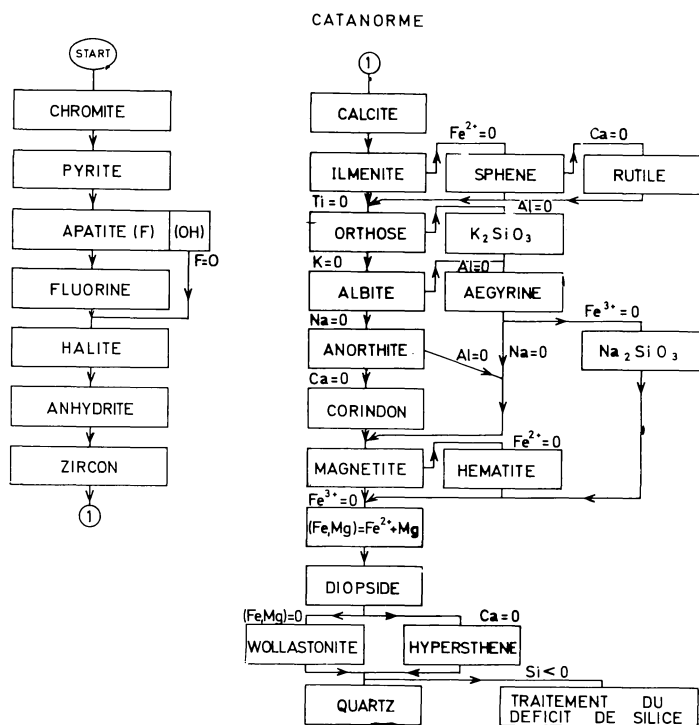 CATANORME
START
CHROMITE
PYRITE
APATITE (F) (OH)
F=O
FLUORINE
HALITE
ANHYDRITE
ZIRCON
1
1
CALCITE
Fe²⁺=0
Ca=0
ILMENITE
SPHENE
RUTILE
Ti=0
Al=0
ORTHOSE
K₂SiO₃
K=0
Al=0
ALBITE
AEGYRINE
Na=0
Fe³⁺=0
ANORTHITE
Al=0
Na=0
Na₂SiO₃
Ca=0
CORINDON
Fe²⁺=0
MAGNETITE
HEMATITE
Fe³⁺=0
(Fe,Mg)=Fe²⁺+Mg
DIOPSIDE
(Fe,Mg)=0
Ca=0
WOLLASTONITE
HYPERSTHENE
Si<0
QUARTZ
TRAITEMENT DU
DEFICIT DE SILICE